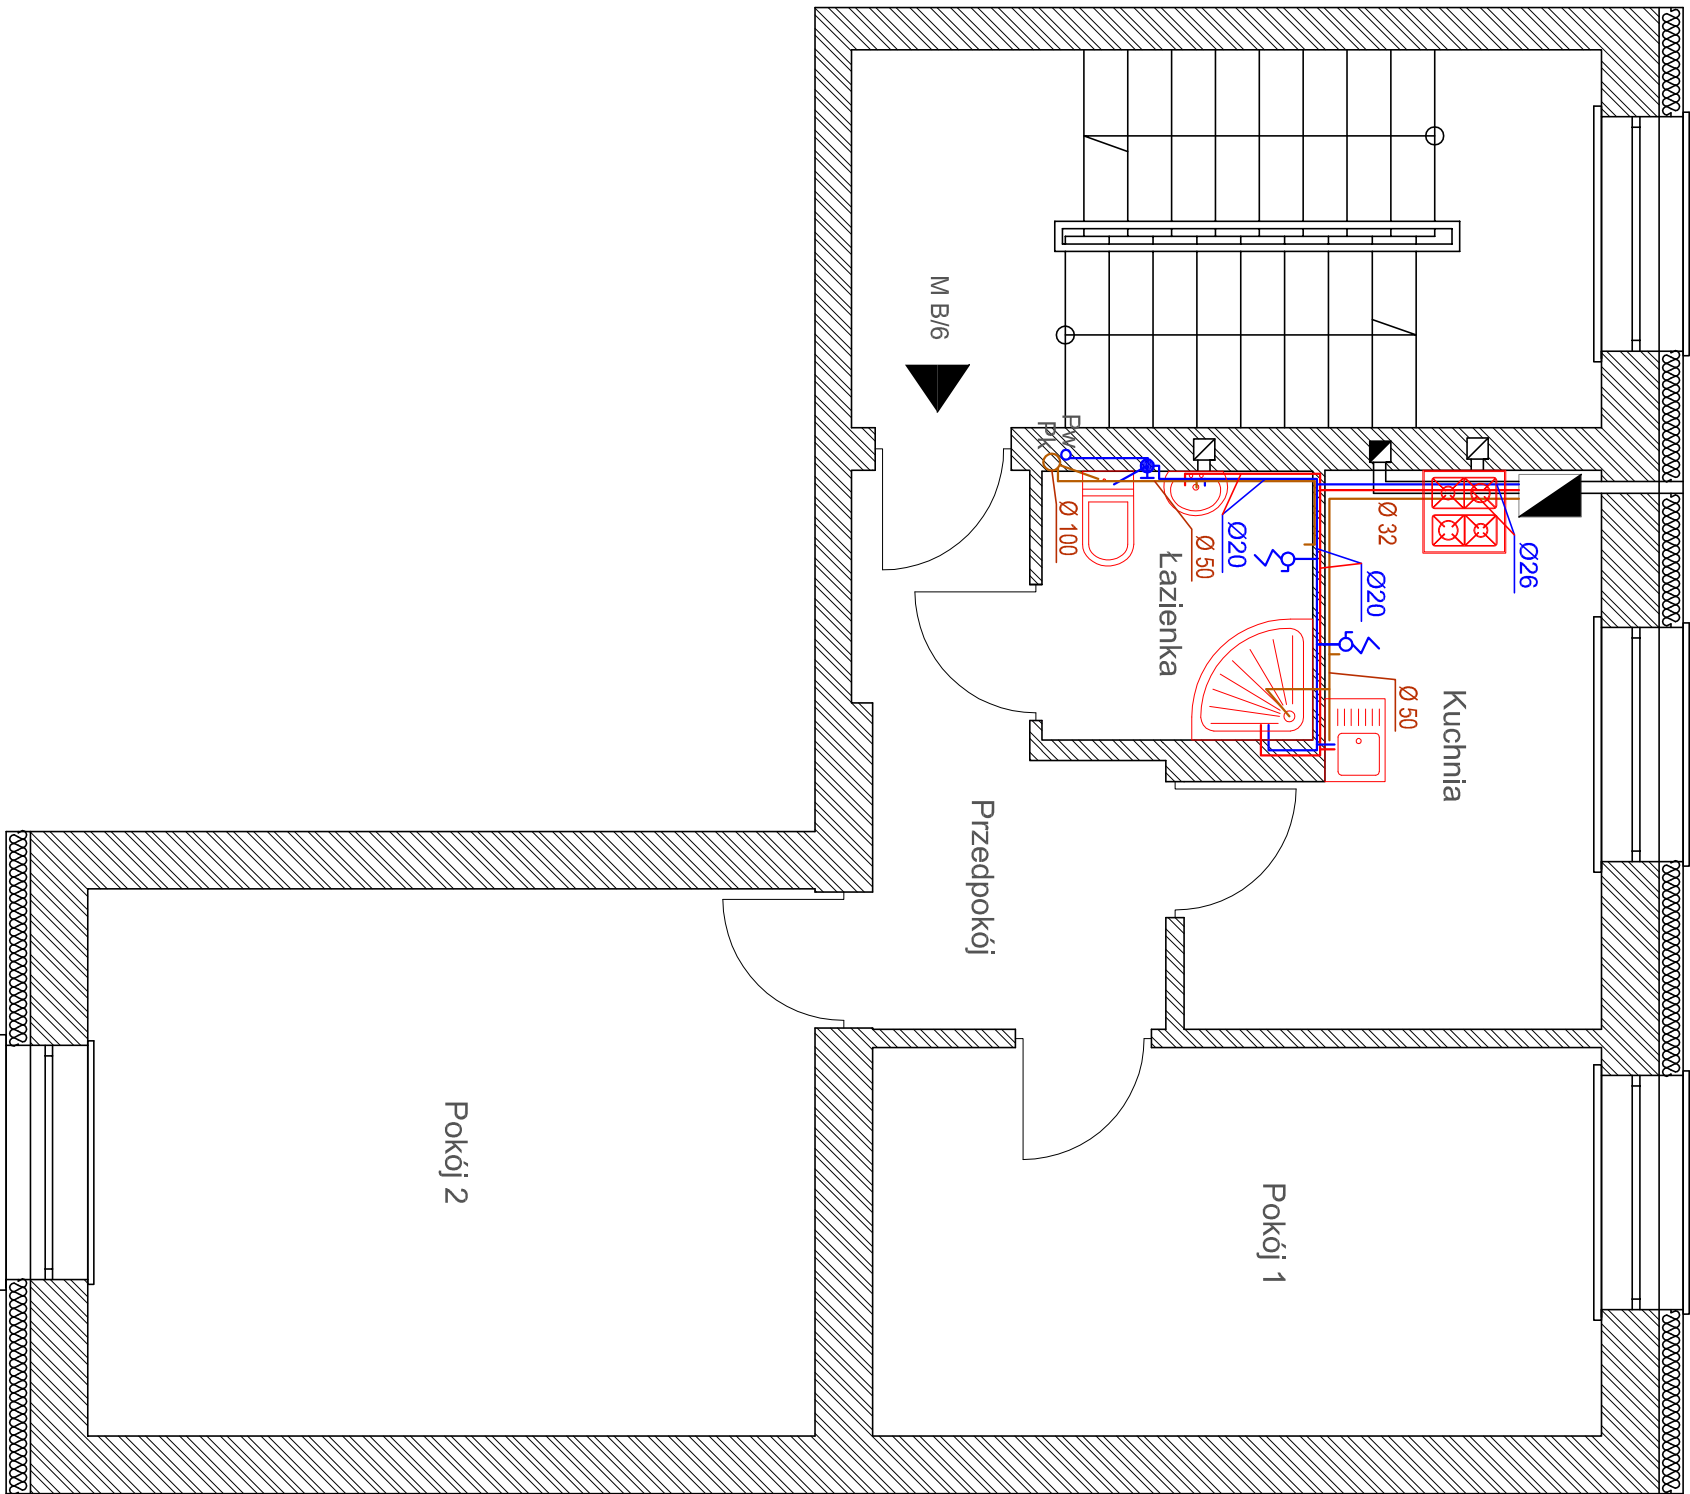 M B/6
Pw
Pk
Ø 100
Ø 50
Ø20
Ø 32
Ø20
Ø26
Ø 50
Łazienka
Kuchnia
Przedpokój
Pokój 2
Pokój 1